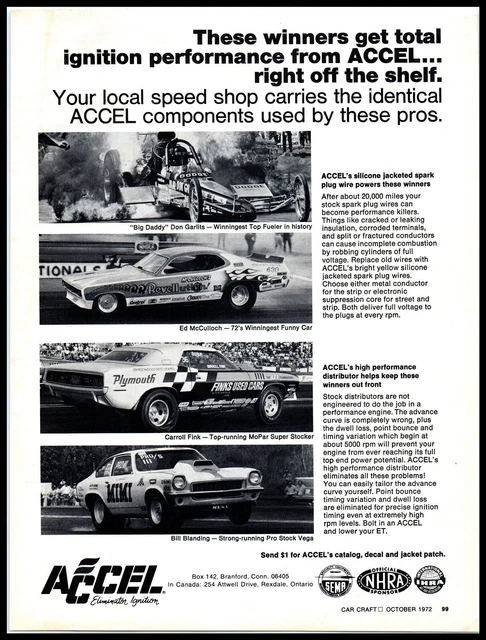 These winners get total
ignition performance from ACCEL...
right off the shelf.
Your local speed shop carries the identical
ACCEL components used by these pros.
"Big Daddy" Don Garlits — Winningest Top Fueler in history
Ed McCulloch — 72's Winningest Funny Car
Plymouth
FINK'S USED CARS
Carroll Fink — Top-running MoPar Super Stocker
Bill Blanding — Strong-running Pro Stock Vega
ACCEL's silicone jacketed spark
plug wire powers these winners
After about 20,000 miles your
stock spark plug wires can
become performance killers.
Things like cracked or leaking
insulation, corroded terminals,
and split or fractured conductors
can cause incomplete combustion
by robbing cylinders of full
voltage. Replace old wires with
ACCEL's bright yellow silicone
jacketed spark plug wires.
Choose either metal conductor
for the strip or electronic
suppression core for street and
strip. Both deliver full voltage to
the plugs at every rpm.
ACCEL's high performance
distributor helps keep these
winners out front
Stock distributors are not
engineered to do the job in a
performance engine. The advance
curve is completely wrong, plus
the dwell loss, point bounce and
timing variation which begin at
about 5000 rpm will prevent your
engine from ever reaching its full
top end power potential. ACCEL's
high performance distributor
eliminates all these problems!
You can easily tailor the advance
curve yourself. Point bounce
timing variation and dwell loss
are eliminated for precise ignition
timing even at extremely high
rpm levels. Bolt in an ACCEL
and lower your ET.
Send $1 for ACCEL's catalog, decal and jacket patch.
ACCEL
Eliminator Ignition
Box 142, Branford, Conn. 06405
In Canada: 254 Attwell Drive, Rexdale, Ontario
SEMA
OFFICIAL
NHRA
SPONSOR
IHRA
CAR CRAFT □ OCTOBER 1972 99